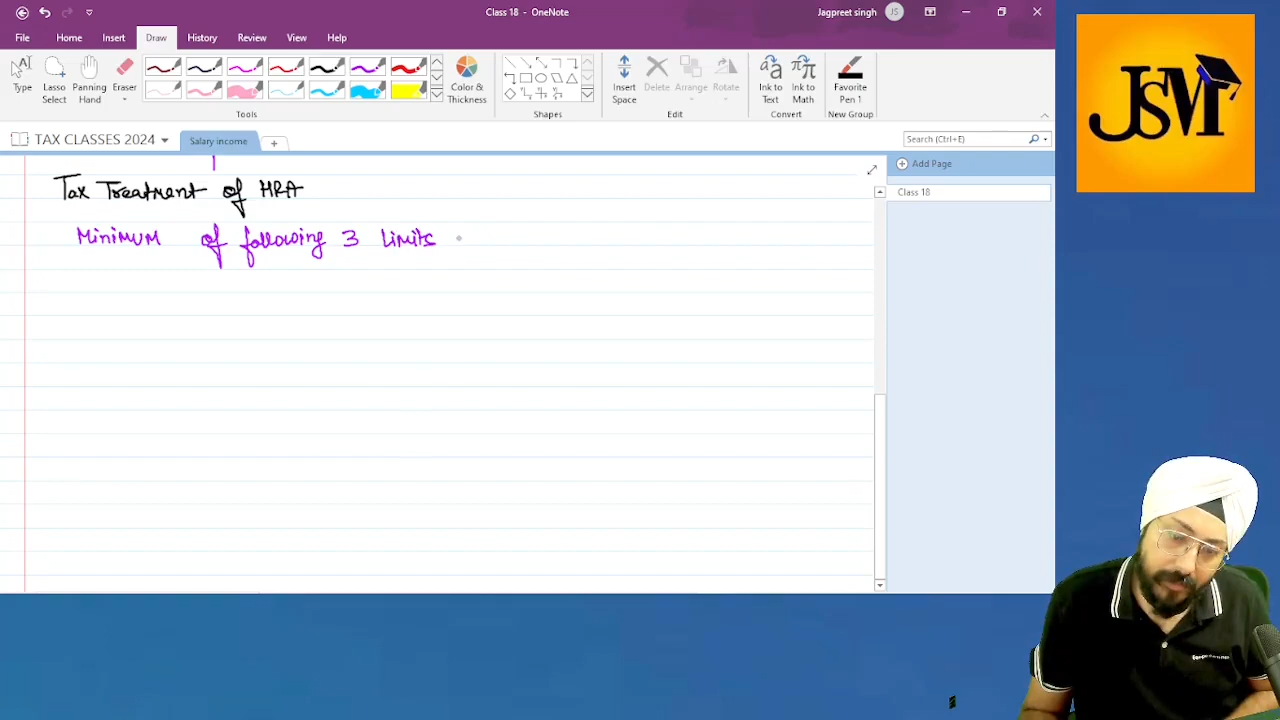 Class 18 - OneNote
Jagpreet singh JS
File Home Insert Draw History Review View Help
Type Lasso Select Panning Hand Eraser Color & Thickness Insert Space Delete Arrange Rotate Ink to Text Ink to Math Favorite Pen 1
Tools Shapes Edit Convert New Group
TAX CLASSES 2024 Salary income Search (Ctrl+E)
Add Page
Class 18
Tax Treatment of HRA
Minimum of following 3 limits
JSM